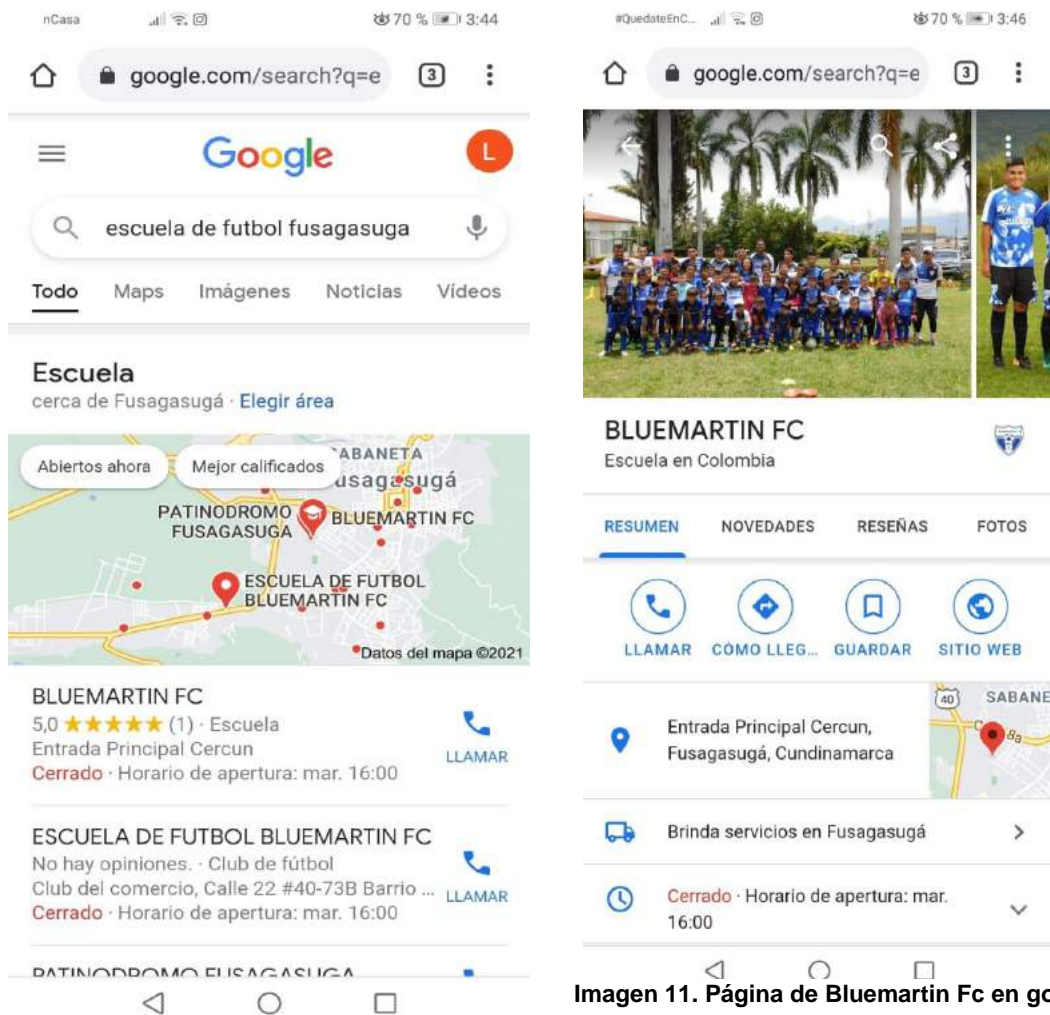 nCasa 70 % 3:44
google.com/search?q=e 3
Google L
escuela de futbol fusagasuga
Todo Maps Imágenes Noticias Vídeos
Escuela
cerca de Fusagasugá · Elegir área
Abiertos ahora Mejor calificados
ABANETA
usagasugá
PATINODROMO
FUSAGASUGA
BLUEMARTIN FC
ESCUELA DE FUTBOL
BLUEMARTIN FC
Datos del mapa ©2021
BLUEMARTIN FC
5,0 ★★★★★ (1) · Escuela
Entrada Principal Cercun
Cerrado · Horario de apertura: mar. 16:00
LLAMAR
ESCUELA DE FUTBOL BLUEMARTIN FC
No hay opiniones. · Club de fútbol
Club del comercio, Calle 22 #40-73B Barrio ...
Cerrado · Horario de apertura: mar. 16:00
LLAMAR
PATINODROMO FUSAGASUGA
#QuedateEnC... 70 % 3:46
google.com/search?q=e 3
BLUEMARTIN FC
Escuela en Colombia
RESUMEN NOVEDADES RESEÑAS FOTOS
LLAMAR CÓMO LLEG... GUARDAR SITIO WEB
Entrada Principal Cercun,
Fusagasugá, Cundinamarca
40 SABANE
8a
Brinda servicios en Fusagasugá
Cerrado · Horario de apertura: mar.
16:00
Imagen 11. Página de Bluemartin Fc en go